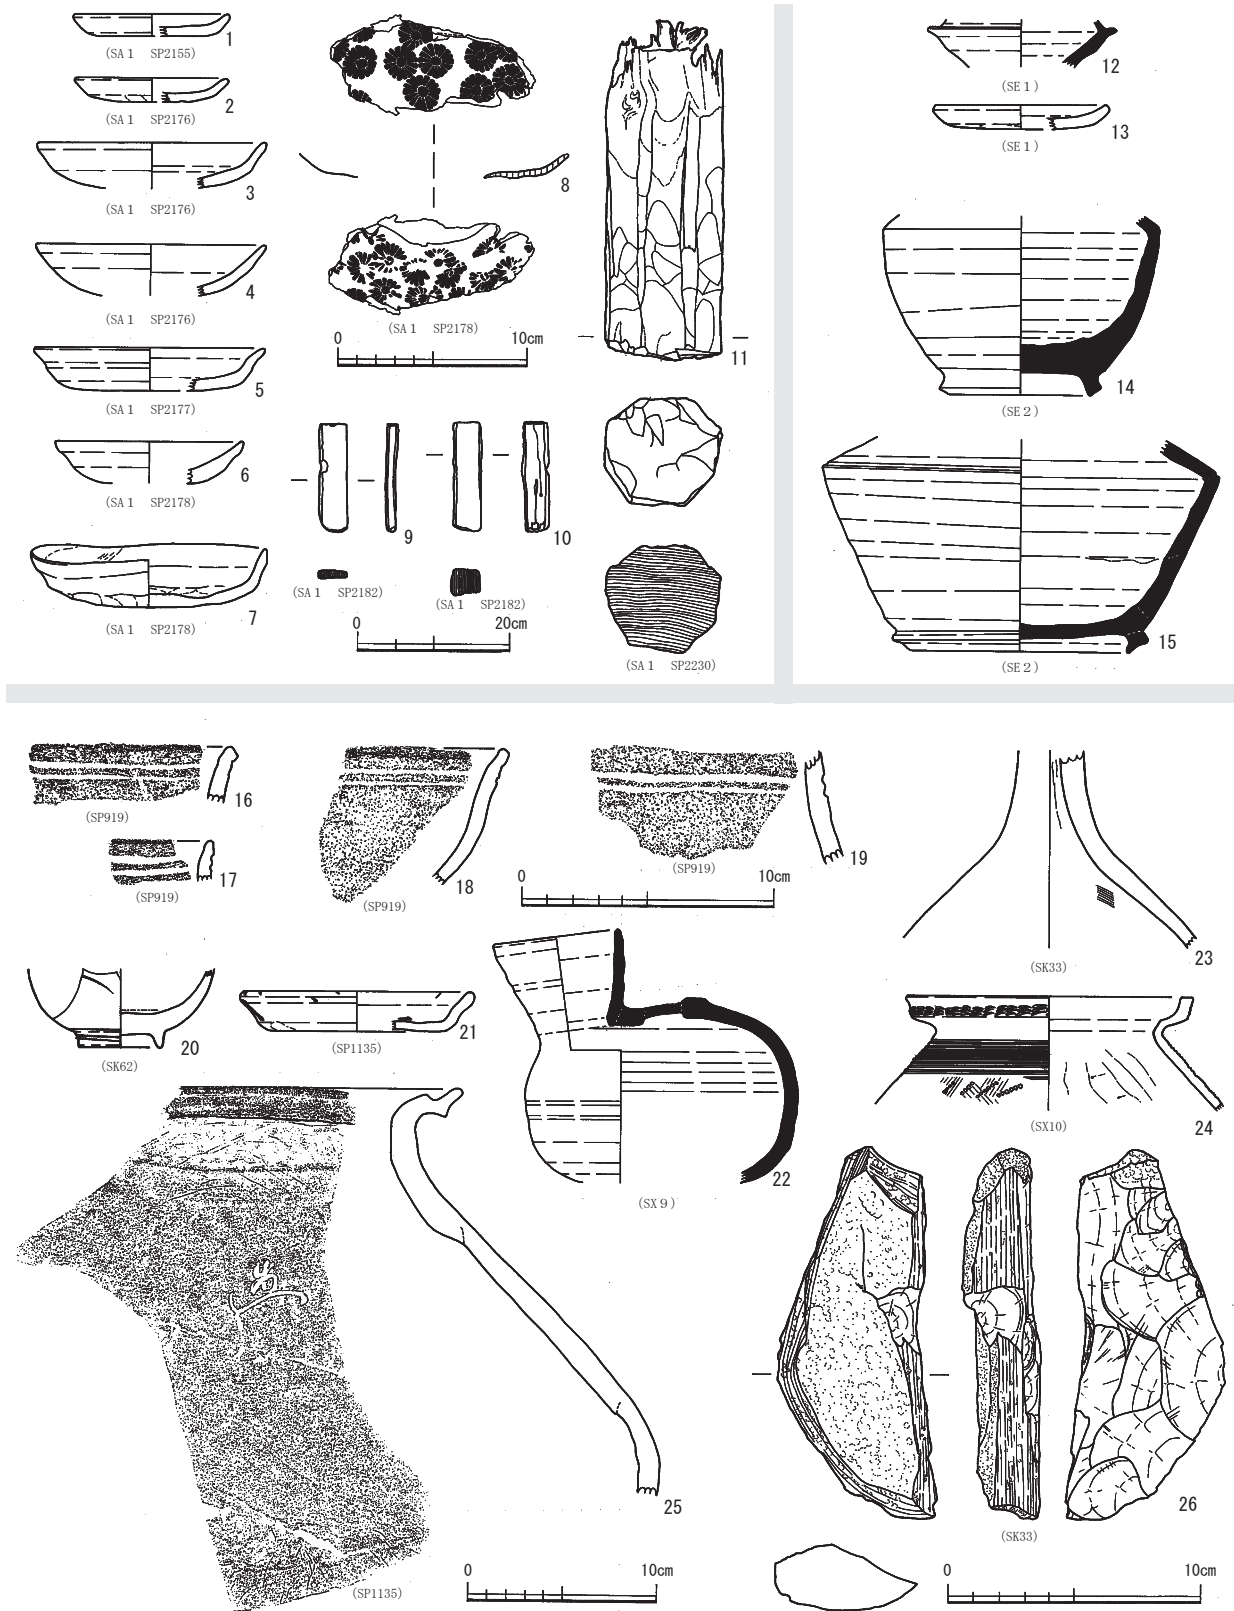 1
(SA１ SP2155)
2
(SA１ SP2176)
3
(SA１ SP2176)
4
(SA１ SP2176)
5
(SA１ SP2177)
6
(SA１ SP2178)
7
(SA１ SP2178)
8
(SA１ SP2178)
0 10cm
9
(SA１ SP2182)
10
(SA１ SP2182)
0 20cm
11
(SA１ SP2230)
12
(SE１)
13
(SE１)
14
(SE２)
15
(SE２)
16
(SP919)
17
(SP919)
18
(SP919)
19
(SP919)
0 10cm
20
(SK62)
21
(SP1135)
22
(SX９)
23
(SK33)
24
(SX10)
25
(SP1135)
0 10cm
26
(SK33)
0 10cm